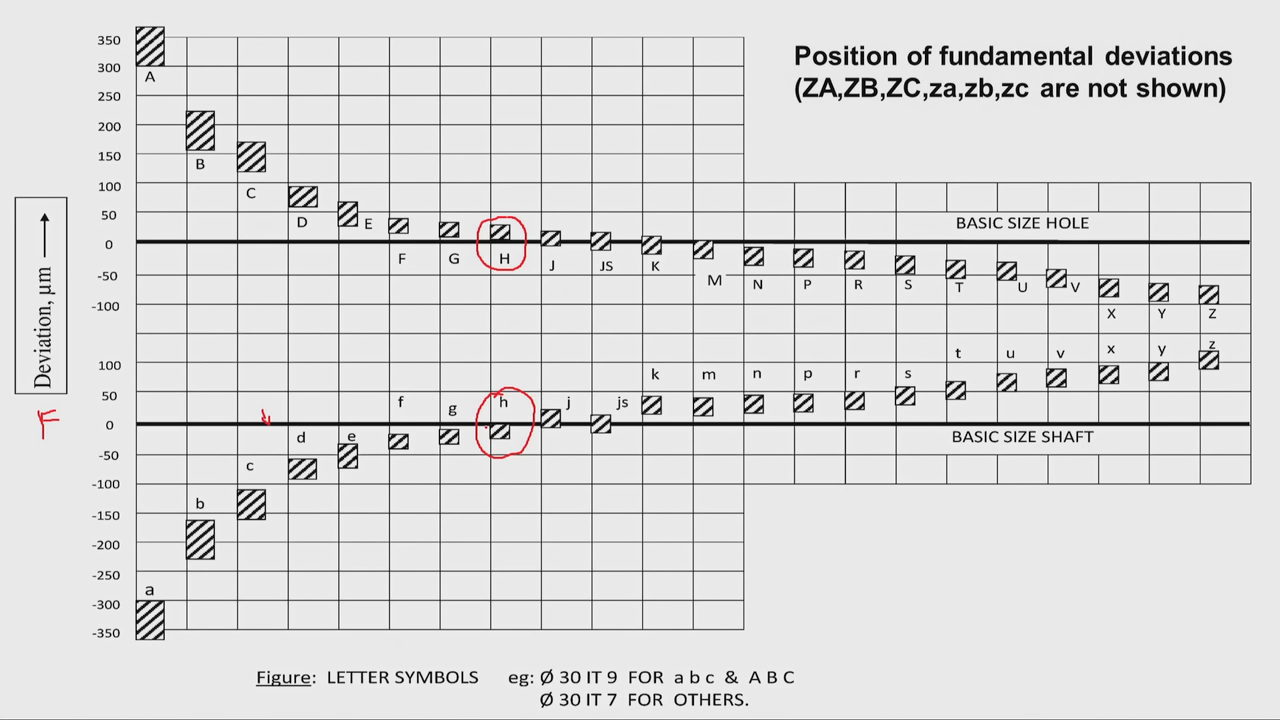 Position of fundamental deviations
(ZA,ZB,ZC,za,zb,zc are not shown)
350
300
250
200
150
100
50
0
-50
-100
A
B
C
D
E
F
G
H
J
JS
K
M
N
P
R
S
T
U
V
X
Y
Z
BASIC SIZE HOLE
Deviation, µm
F
100
50
0
-50
-100
-150
-200
-250
-300
-350
a
b
c
d
e
f
g
h
j
js
k
m
n
p
r
s
t
u
v
x
y
z
BASIC SIZE SHAFT
Figure: LETTER SYMBOLS eg: Ø 30 IT 9 FOR a b c & A B C
Ø 30 IT 7 FOR OTHERS.